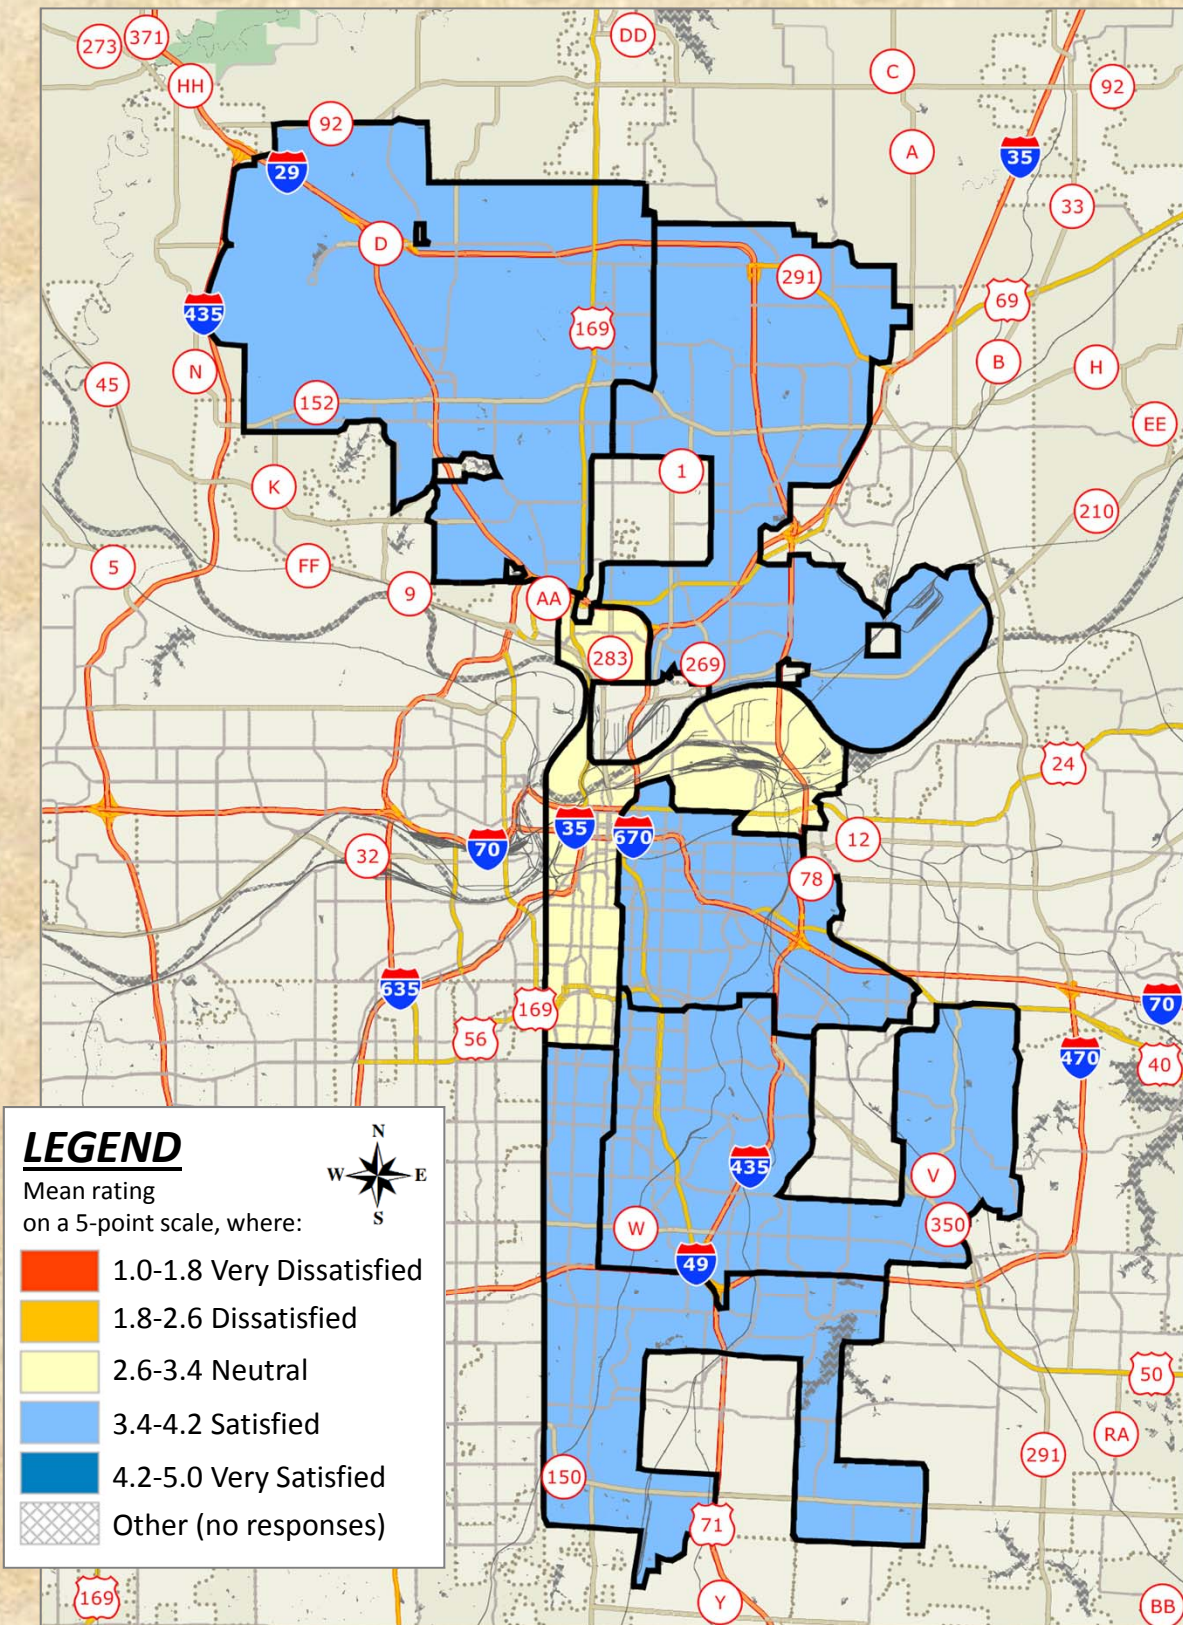 273
371
DD
C
HH
92
92
A
35
29
33
D
291
69
435
169
B
N
H
45
152
EE
1
K
210
5
FF
9
AA
283
269
24
35
670
12
70
32
78
635
70
169
56
470
40
435
V
350
W
49
50
RA
291
150
71
169
Y
BB
LEGEND
N
W E
S
Mean rating
on a 5-point scale, where:
1.0-1.8 Very Dissatisfied
1.8-2.6 Dissatisfied
2.6-3.4 Neutral
3.4-4.2 Satisfied
4.2-5.0 Very Satisfied
Other (no responses)